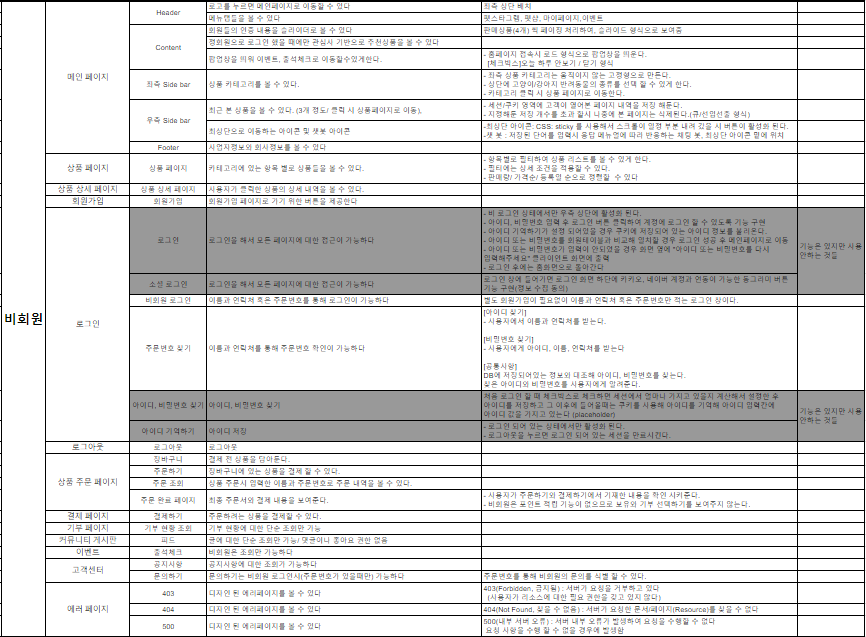 Header
로고를 누르면 메인페이지로 이동할 수 있다
좌측 상단 배치
메뉴탭들을 볼 수 있다
펫스타그램, 펫샵, 마이페이지,이벤트
메인 페이지
Content
회원들의 인증 내용을 슬라이더로 볼 수 있다
판매상품(4개) 씩 페이징 처리하여, 슬라이드 형식으로 보여줌
정회원으로 로그인 했을 때에만 관심사 기반으로 추천상품을 볼 수 있다
팝업창을 띄워 이벤트, 출석체크로 이동할수있게한다.
- 홈페이지 접속시 로드 형식으로 팝업창을 띄운다.
[체크박스]오늘 하루 안보기 / 닫기 형식
좌측 Side bar
상품 카테고리를 볼 수 있다.
- 좌측 상품 카테고리는 움직이지 않는 고정형으로 만든다.
- 상단에 고양이/강아지 반려동물의 종류를 선택 할 수 있게 한다.
- 카테고리 클릭 시 상품 페이지로 이동한다.
우측 Side bar
최근 본 상품을 볼 수 있다. (3개 정도/ 클릭 시 상품페이지로 이동),
- 세션/쿠키 영역에 고객이 열어본 페이지 내역을 저장 해둔다.
- 지정해둔 저장 개수를 초과 할시 나중에 본 페이지는 삭제된다.(큐/선입선출 형식)
최상단으로 이동하는 아이콘 및 챗봇 아이콘
-최상단 아이콘: CSS: sticky 를 사용해서 스크롤이 일정 부분 내려 갔을 시 버튼이 활성화 된다.
-챗 봇 : 저장된 단어를 입력시 응답 메뉴얼에 따라 반응하는 채팅 봇, 최상단 아이콘 밑에 위치
Footer
사업자정보와 회사정보를 볼 수 있다
상품 페이지
상품 페이지
카테고리에 있는 항목 별로 상품들을 볼 수 있다.
- 항목별로 필터하여 상품 리스트를 볼 수 있게 한다.
- 필터에는 상세 조건을 적용할 수 있다.
- 판매량/ 가격순/ 등록일 순으로 정렬할 수 있다
상품 상세 페이지
상품 상세 페이지
사용자가 클릭한 상품의 상세 내역을 볼 수 있다.
회원가입
회원가입
회원가입 페이지로 가기 위한 버튼을 제공한다
비회원
로그인
로그인
로그인을 해서 모든 페이지에 대한 접근이 가능하다
- 비 로그인 상태에서만 우측 상단에 활성화 된다.
- 아이디, 비밀번호 입력 후 로그인 버튼 클릭하여 계정에 로그인 할 수 있도록 기능 구현
- 아이디 기억하기가 설정 되어있을 경우 쿠키에 저장되어 있는 아이디 정보를 불러온다.
- 아이디 또는 비밀번호를 회원테이블과 비교해 일치할 경우 로그인 성공 후 메인페이지로 이동
- 아이디 또는 비밀번호가 입력이 안되었을 경우 화면 옆에 "아이디 또는 비밀번호를 다시
입력해주세요" 클라이언트 화면에 출력
- 로그인 후에는 홈화면으로 돌아간다
기능은 있지만 사용
안하는 것들
소셜 로그인
로그인을 해서 모든 페이지에 대한 접근이 가능하다
로그인 창에 들어가면 로그인 화면 하단에 카카오, 네이버 계정과 연동이 가능한 동그라미 버튼
기능 구현(정보 수집 동의)
비회원 로그인
이름과 연락처 혹은 주문번호를 통해 로그인이 가능하다
별도 회원가입이 필요없이 이름과 연락처 혹은 주문번호만 적는 로그인 창이다.
주문번호 찾기
이름과 연락처를 통해 주문번호 확인이 가능하다
[아이디 찾기]
- 사용자에서 이름과 연락처를 받는다.
[비밀번호 찾기]
- 사용자에게 아이디, 이름, 연락처를 받는다
[공통사항]
DB에 저장되어있는 정보와 대조해 아이디, 비밀번호를 찾는다.
찾은 아이디와 비밀번호를 사용자에게 알려준다.
아이디, 비밀번호 찾기
아이디, 비밀번호 찾기
처음 로그인 할 때 체크박스로 체크하면 세션에서 얼마나 가지고 있을지 계산해서 설정한 후
아이디를 저장하고 그 이후에 들어올때는 쿠키를 사용해 아이디를 기억해 아이디 입력칸에
아이디 값을 가지고 있는다 (placeholder)
기능은 있지만 사용
안하는 것들
아이디 기억하기
아이디 저장
- 로그인 되어 있는 상태에서만 활성화 된다.
- 로그아웃을 누르면 로그인 되어 있는 세션을 만료시킨다.
로그아웃
로그아웃
로그아웃
상품 주문 페이지
장바구니
결제 전 상품을 담아둔다.
주문하기
장바구니에 있는 상품을 결제 할 수 있다.
주문 조회
상품 주문시 입력한 이름과 주문번호로 주문 내역을 볼 수 있다.
주문 완료 페이지
최종 주문서와 결제 내용을 보여준다.
- 사용자가 주문하기와 결제하기에서 기재한 내용을 확인 시켜준다.
- 비회원은 포인트 적립 기능이 없으므로 보유와 기부 선택하기를 보여주지 않는다.
결제 페이지
결제하기
주문하려는 상품을 결제할 수 있다.
기부 페이지
기부 현황 조회
기부 현황에 대한 단순 조회만 가능
커뮤니티 게시판
피드
글에 대한 단순 조회만 가능/ 댓글이나 좋아요 권한 없음
이벤트
출석체크
비회원은 조회만 가능하다
고객센터
공지사항
공지사항에 대한 조회가 가능하다
문의하기
문의하기는 비회원 로그인시(주문번호가 있을때만) 가능하다
주문번호를 통해 비회원의 문의를 식별 할 수 있다.
에러 페이지
403
디자인 된 에러페이지를 볼 수 있다
403(Forbidden, 금지됨) : 서버가 요청을 거부하고 있다
(사용자가 리소스에 대한 필요 권한을 갖고 있지 않다)
404
디자인 된 에러페이지를 볼 수 있다
404(Not Found, 찾을 수 없음) : 서버가 요청한 문서/페이지(Resource)를 찾을 수 없다
500
디자인 된 에러페이지를 볼 수 있다
500(내부 서버 오류) : 서버 내부 오류가 발생하여 요청을 수행할 수 없다
요청 사항을 수행 할 수 없을 경우에 발생함